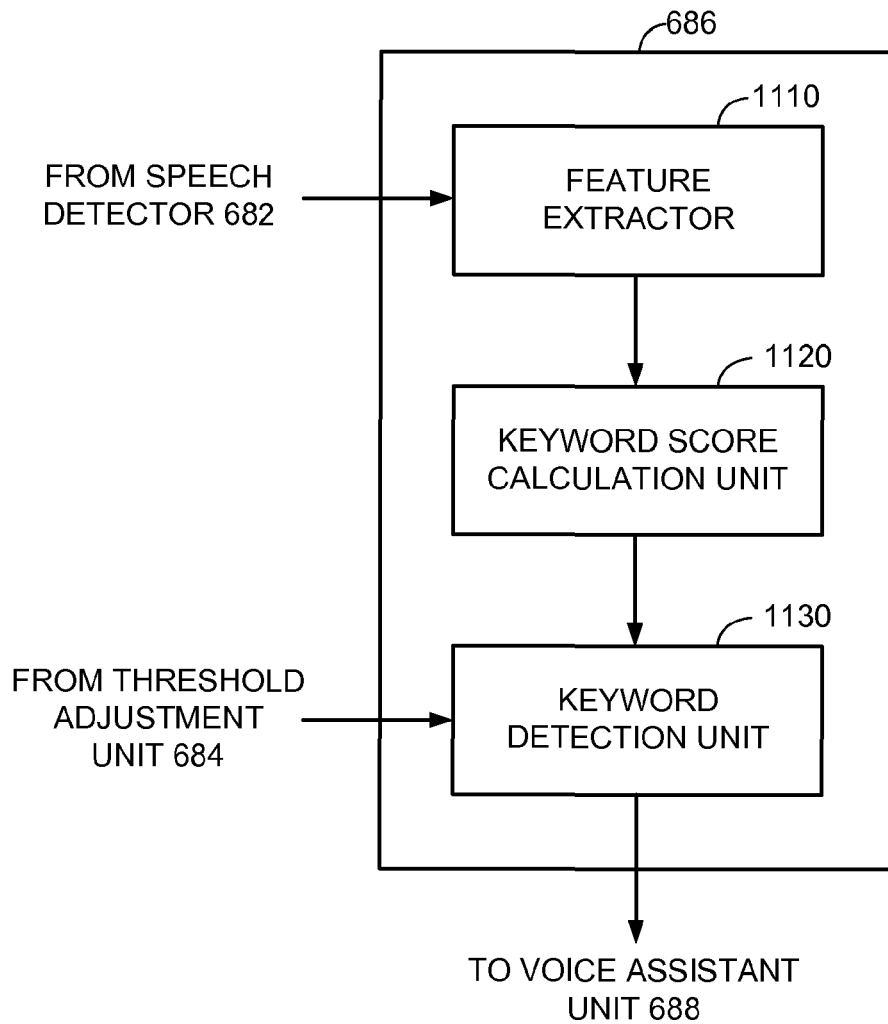 686
1110
FROM SPEECH
DETECTOR 682
FEATURE
EXTRACTOR
1120
KEYWORD SCORE
CALCULATION UNIT
1130
FROM THRESHOLD
ADJUSTMENT
UNIT 684
KEYWORD
DETECTION UNIT
TO VOICE ASSISTANT
UNIT 688